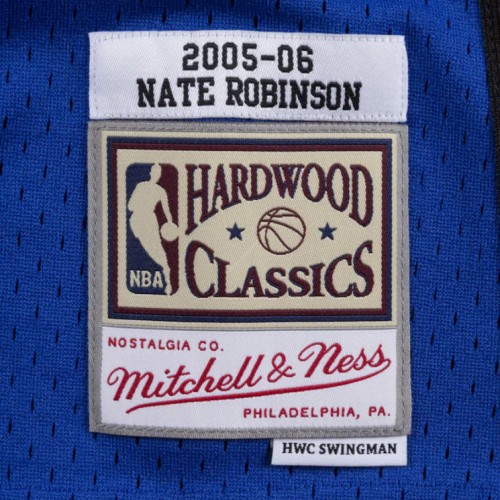 2005-06
NATE ROBINSON
HARDWOOD
CLASSICS
NBA
NOSTALGIA CO.
Mitchell & Ness
PHILADELPHIA, PA.
HWC SWINGMAN